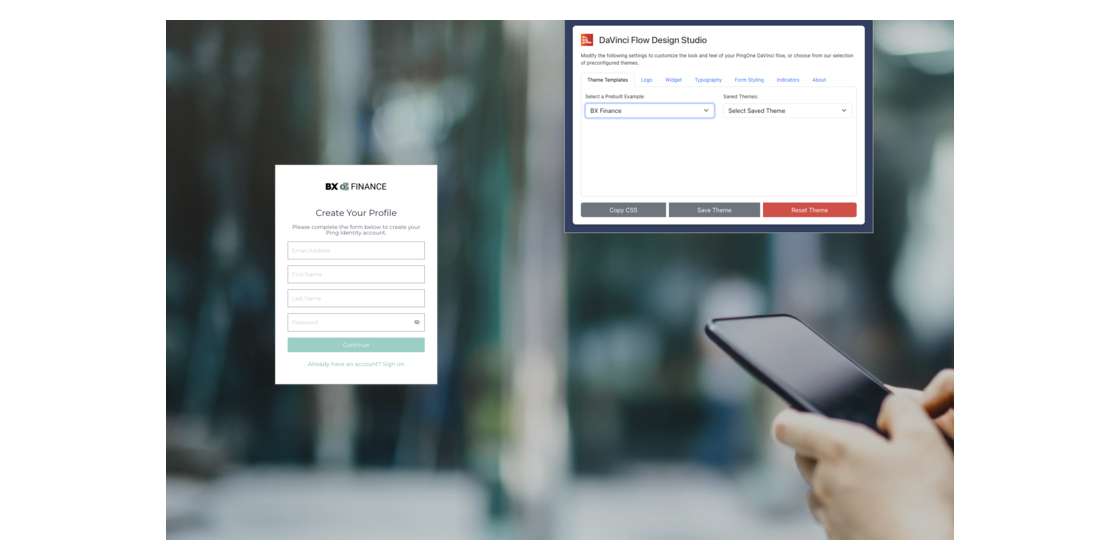 BX FINANCE
Create Your Profile
Please complete the form below to create your
Ping Identity account.
Email Address
First Name
Last Name
Password
Continue
Already have an account? Sign on
DaVinci Flow Design Studio
Modify the following settings to customize the look and feel of your PingOne DaVinci flow, or choose from our selection
of preconfigured themes.
Theme Templates Logo Widget Typography Form Styling Indicators About
Select a Prebuilt Example: Saved Themes:
BX Finance Select Saved Theme
Copy CSS Save Theme Reset Theme